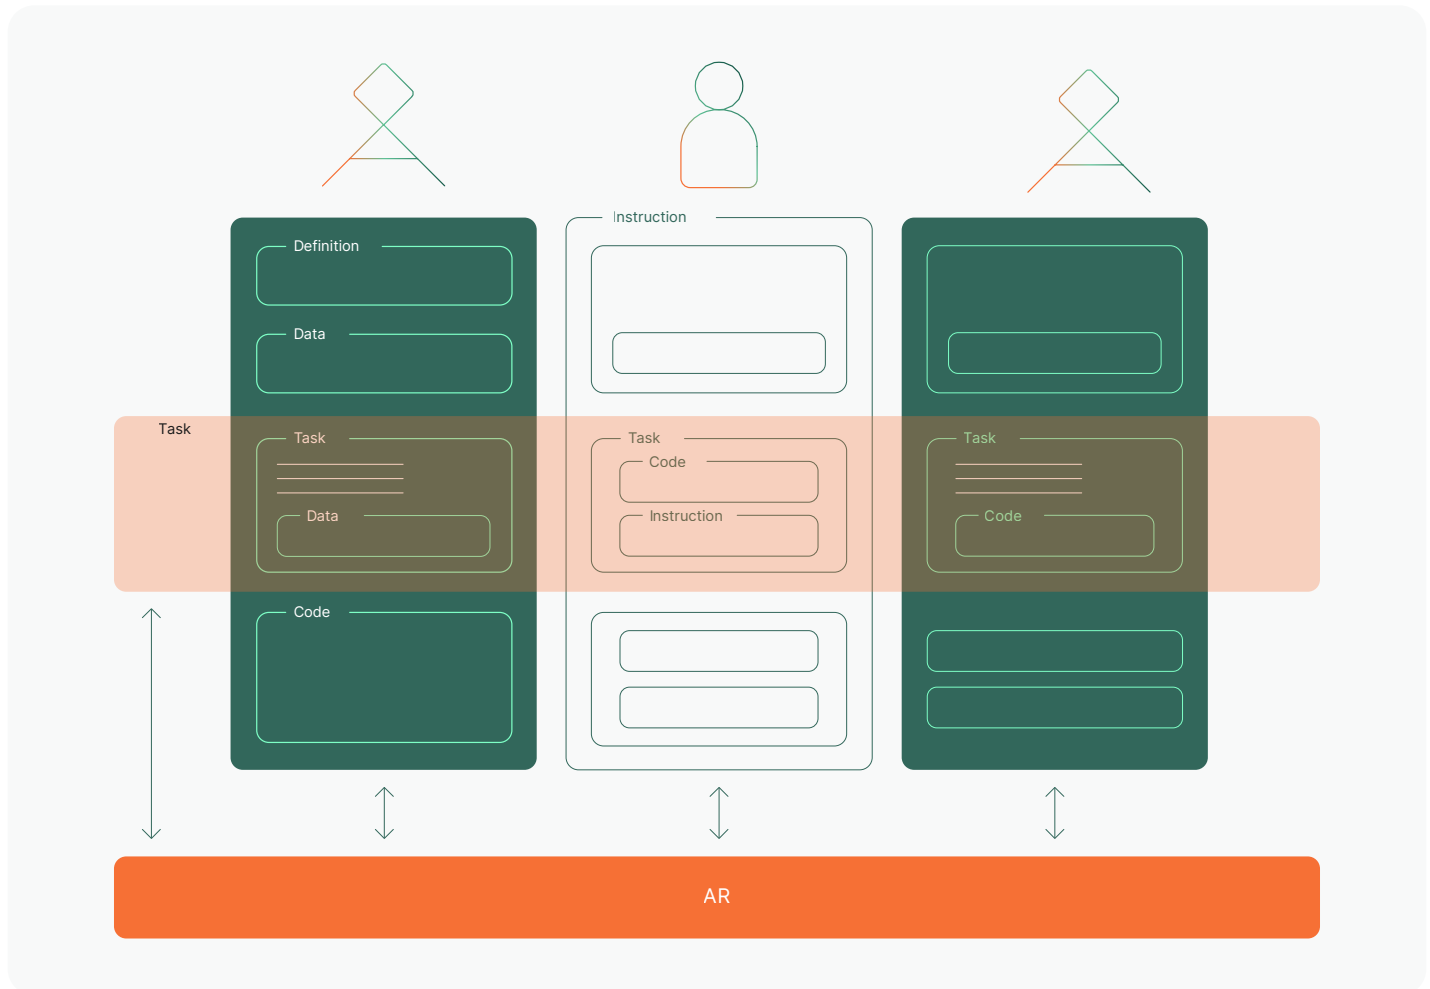 Instruction
Definition
Data
Task
Task
Task
Task
Code
Data
Instruction
Code
Code
AR